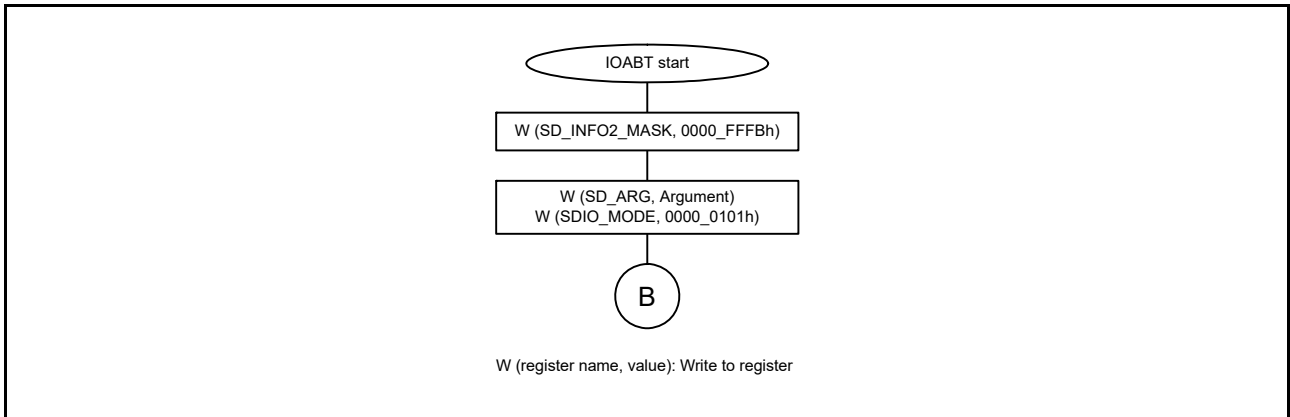 IOABT start
W (SD_INFO2_MASK, 0000_FFFBh)
W (SD_ARG, Argument)
W (SDIO_MODE, 0000_0101h)
B
W (register name, value): Write to register